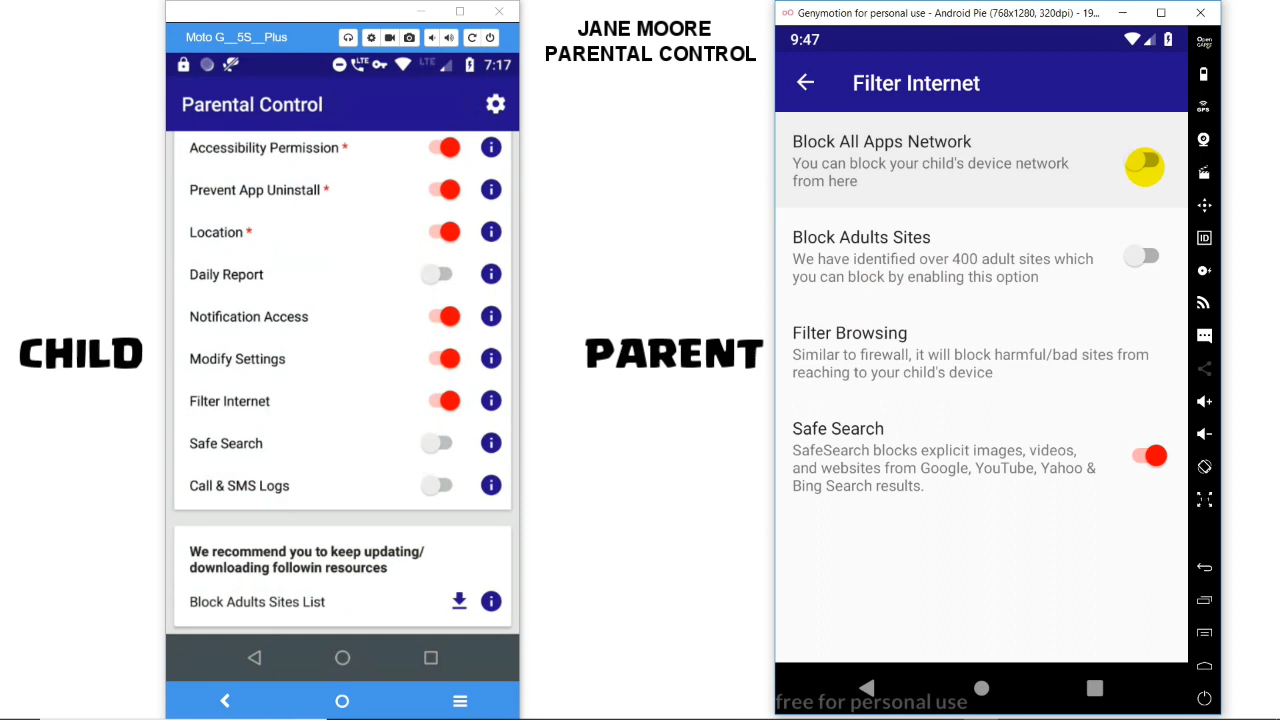 JANE MOORE
PARENTAL CONTROL
CHILD
Moto G__5S__Plus
LTE
LTE
7:17
Parental Control
Accessibility Permission *
Prevent App Uninstall *
Location *
Daily Report
Notification Access
Modify Settings
Filter Internet
Safe Search
Call & SMS Logs
We recommend you to keep updating/
downloading followin resources
Block Adults Sites List
PARENT
Genymotion for personal use - Android Pie (768x1280, 320dpi) - 19...
9:47
Filter Internet
Block All Apps Network
You can block your child's device network
from here
Block Adults Sites
We have identified over 400 adult sites which
you can block by enabling this option
Filter Browsing
Similar to firewall, it will block harmful/bad sites from
reaching to your child's device
Safe Search
SafeSearch blocks explicit images, videos,
and websites from Google, YouTube, Yahoo &
Bing Search results.
free for personal use
Open
GAPPS
GPS
ID